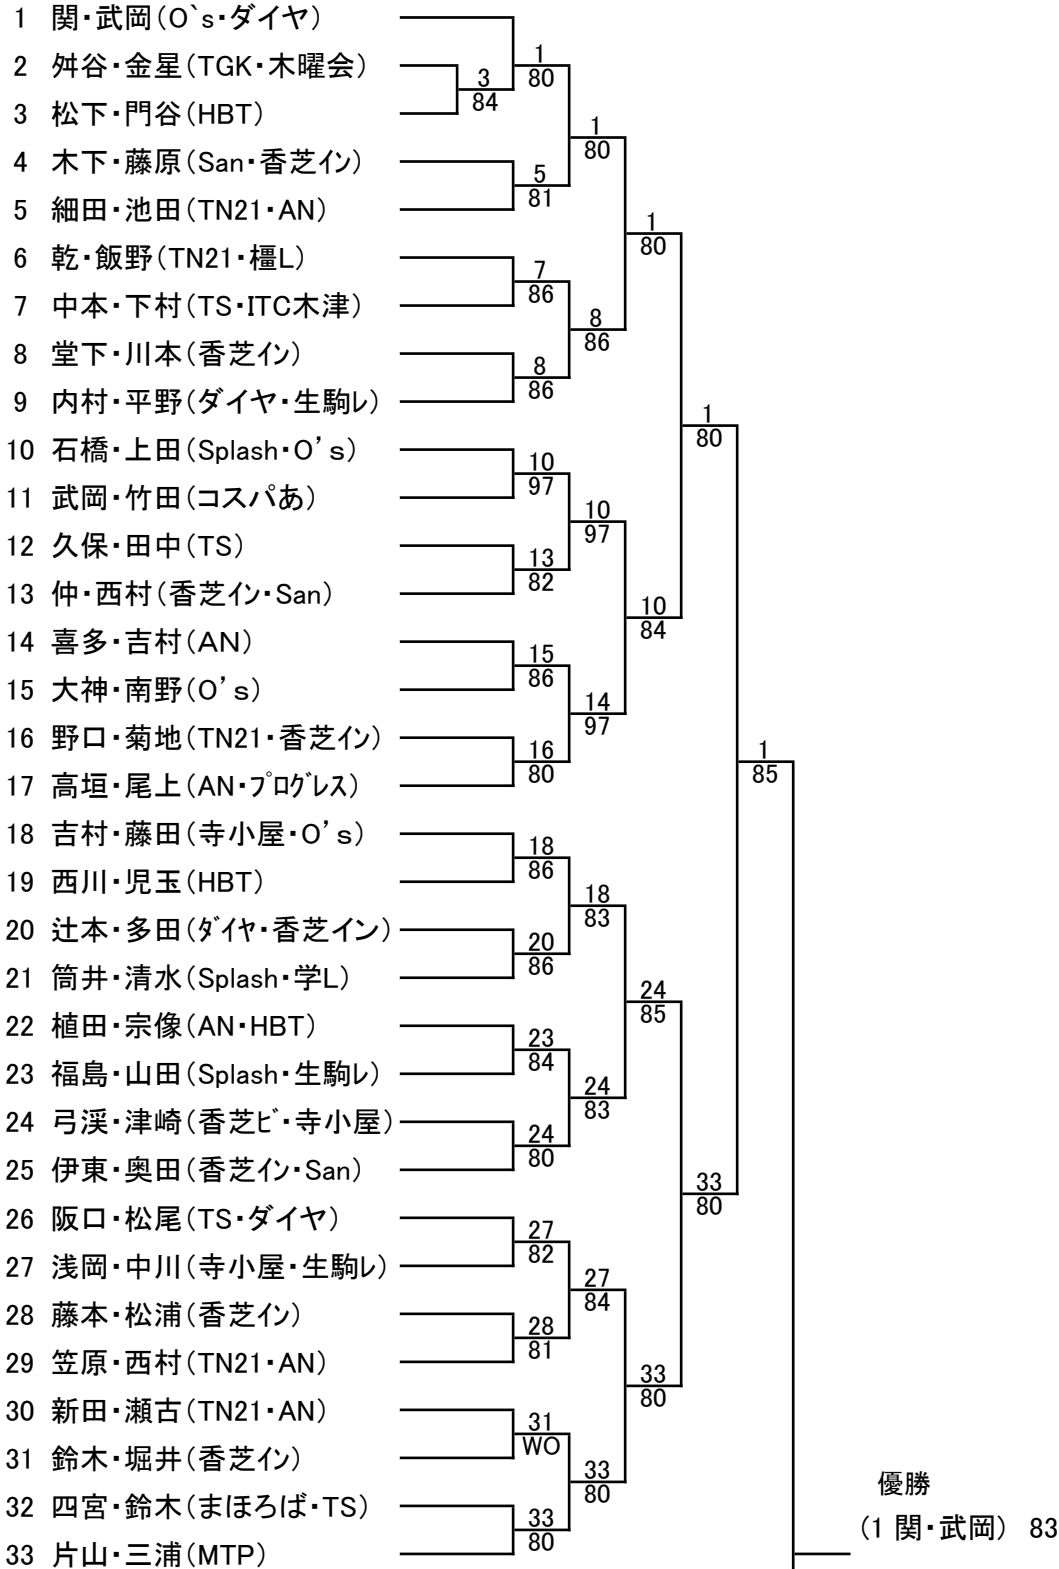 1 関・武岡(O`s・ダイヤ)
2 舛谷・金星(TGK・木曜会)
3 松下・門谷(HBT)
4 木下・藤原(San・香芝イン)
5 細田・池田(TN21・AN)
6 乾・飯野(TN21・橿L)
7 中本・下村(TS・ITC木津)
8 堂下・川本(香芝イン)
9 内村・平野(ダイヤ・生駒レ)
10 石橋・上田(Splash・O's)
11 武岡・竹田(コスパあ)
12 久保・田中(TS)
13 仲・西村(香芝イン・San)
14 喜多・吉村(AN)
15 大神・南野(O's)
16 野口・菊地(TN21・香芝イン)
17 高垣・尾上(AN・プログレス)
18 吉村・藤田(寺小屋・O's)
19 西川・児玉(HBT)
20 辻本・多田(ダイヤ・香芝イン)
21 筒井・清水(Splash・学L)
22 植田・宗像(AN・HBT)
23 福島・山田(Splash・生駒レ)
24 弓渓・津崎(香芝ビ・寺小屋)
25 伊東・奥田(香芝イン・San)
26 阪口・松尾(TS・ダイヤ)
27 浅岡・中川(寺小屋・生駒レ)
28 藤本・松浦(香芝イン)
29 笠原・西村(TN21・AN)
30 新田・瀬古(TN21・AN)
31 鈴木・堀井(香芝イン)
32 四宮・鈴木(まほろば・TS)
33 片山・三浦(MTP)
3
84
1
80
5
81
7
86
8
86
10
97
13
82
15
86
16
80
18
86
20
86
23
84
24
80
27
82
28
81
31
WO
33
80
1
80
8
86
10
97
14
97
18
83
24
83
27
84
33
80
1
80
10
84
24
85
33
80
1
80
33
80
1
85
優勝
(1 関・武岡) 83